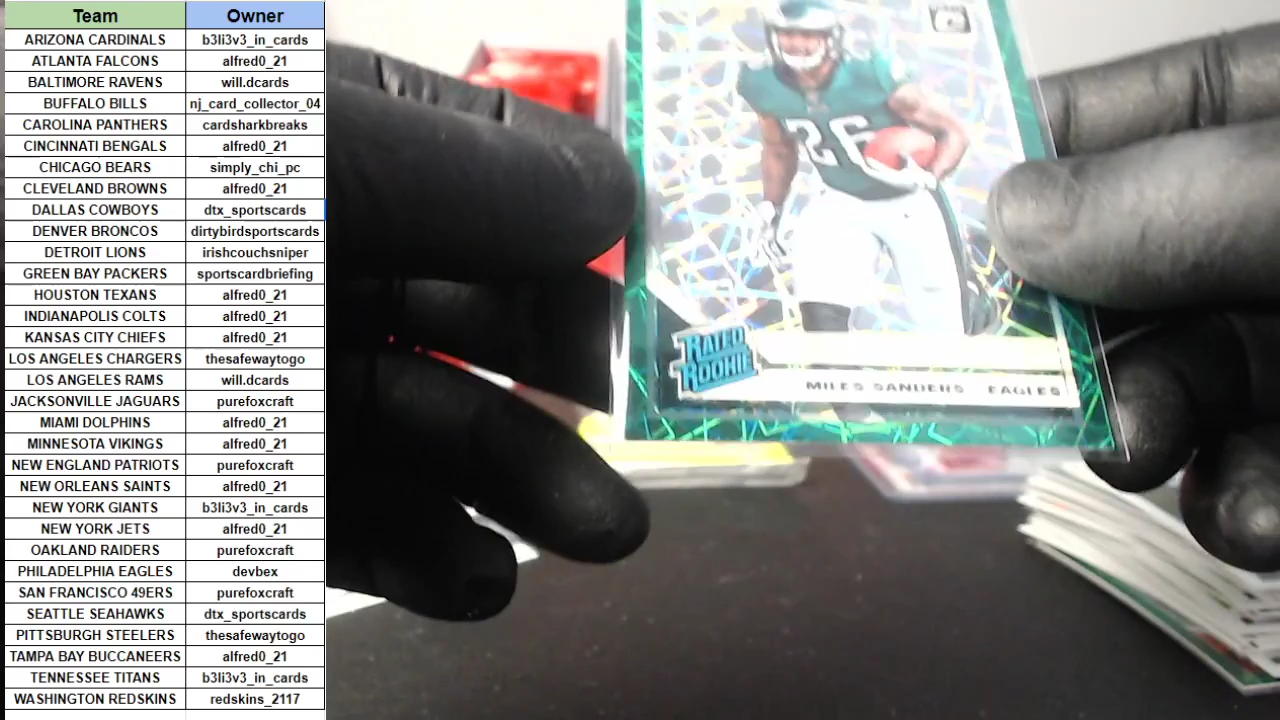 Team Owner
ARIZONA CARDINALS b3li3v3_in_cards
ATLANTA FALCONS alfred0_21
BALTIMORE RAVENS will.dcards
BUFFALO BILLS nj_card_collector_04
CAROLINA PANTHERS cardsharkbreaks
CINCINNATI BENGALS alfred0_21
CHICAGO BEARS simply_chi_pc
CLEVELAND BROWNS alfred0_21
DALLAS COWBOYS dtx_sportscards
DENVER BRONCOS dirtybirdsportscards
DETROIT LIONS irishcouchsniper
GREEN BAY PACKERS sportscardbriefing
HOUSTON TEXANS alfred0_21
INDIANAPOLIS COLTS alfred0_21
KANSAS CITY CHIEFS alfred0_21
LOS ANGELES CHARGERS thesafewaytogo
LOS ANGELES RAMS will.dcards
JACKSONVILLE JAGUARS purefoxcraft
MIAMI DOLPHINS alfred0_21
MINNESOTA VIKINGS alfred0_21
NEW ENGLAND PATRIOTS purefoxcraft
NEW ORLEANS SAINTS alfred0_21
NEW YORK GIANTS b3li3v3_in_cards
NEW YORK JETS alfred0_21
OAKLAND RAIDERS purefoxcraft
PHILADELPHIA EAGLES devbex
SAN FRANCISCO 49ERS purefoxcraft
SEATTLE SEAHAWKS dtx_sportscards
PITTSBURGH STEELERS thesafewaytogo
TAMPA BAY BUCCANEERS alfred0_21
TENNESSEE TITANS b3li3v3_in_cards
WASHINGTON REDSKINS redskins_2117
26
RATED
ROOKIE
MILES SANDERS EAGLES